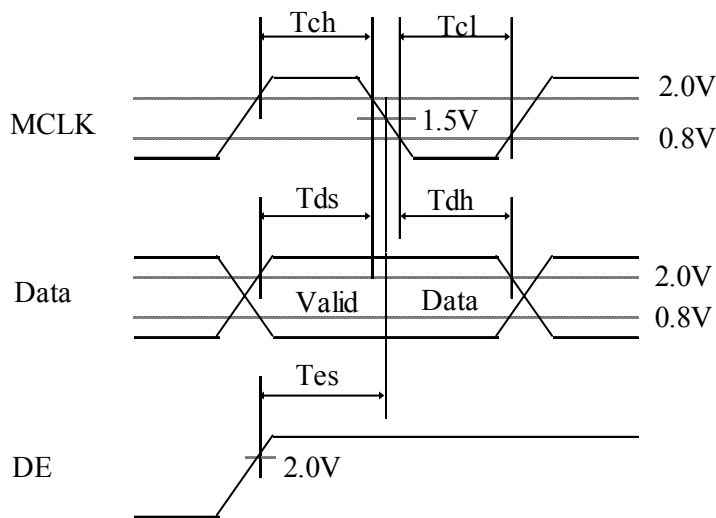 Tch Tcl
2.0V
MCLK 1.5V
0.8V
Tds Tdh
2.0V
Data Valid Data
0.8V
Tes
DE 2.0V